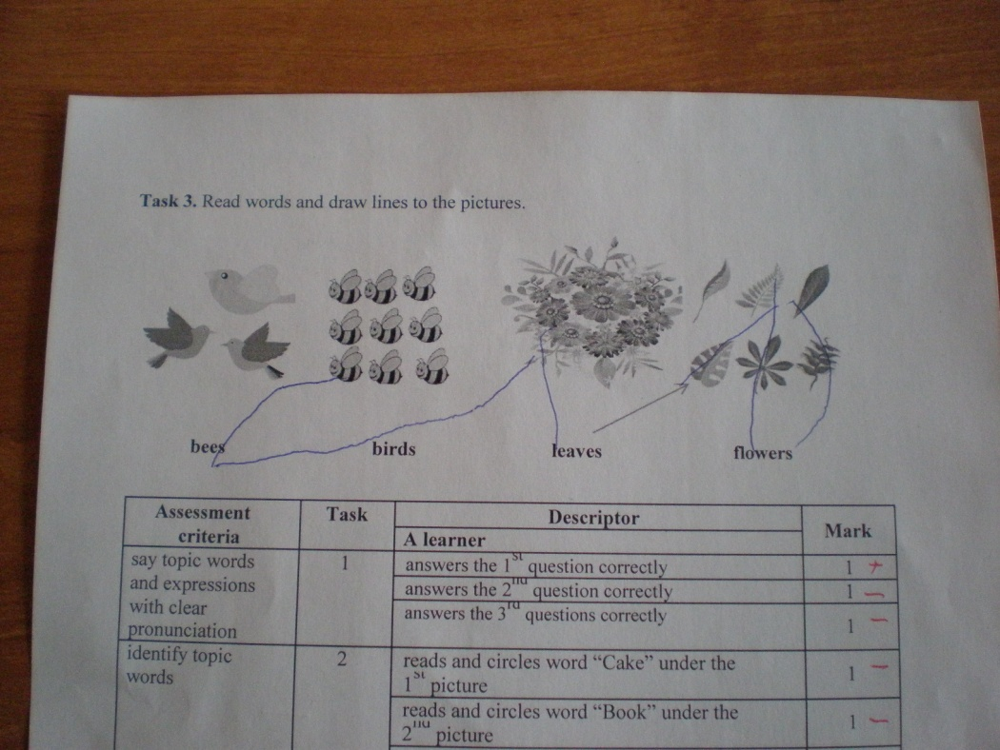 Task 3. Read words and draw lines to the pictures.
bees birds leaves flowers
Assessment criteria Task Descriptor Mark
A learner
say topic words and expressions with clear pronunciation 1 answers the 1st question correctly 1 +
answers the 2nd question correctly 1 –
answers the 3rd questions correctly 1 –
identify topic words 2 reads and circles word “Cake” under the 1st picture 1 –
reads and circles word “Book” under the 2nd picture 1 –